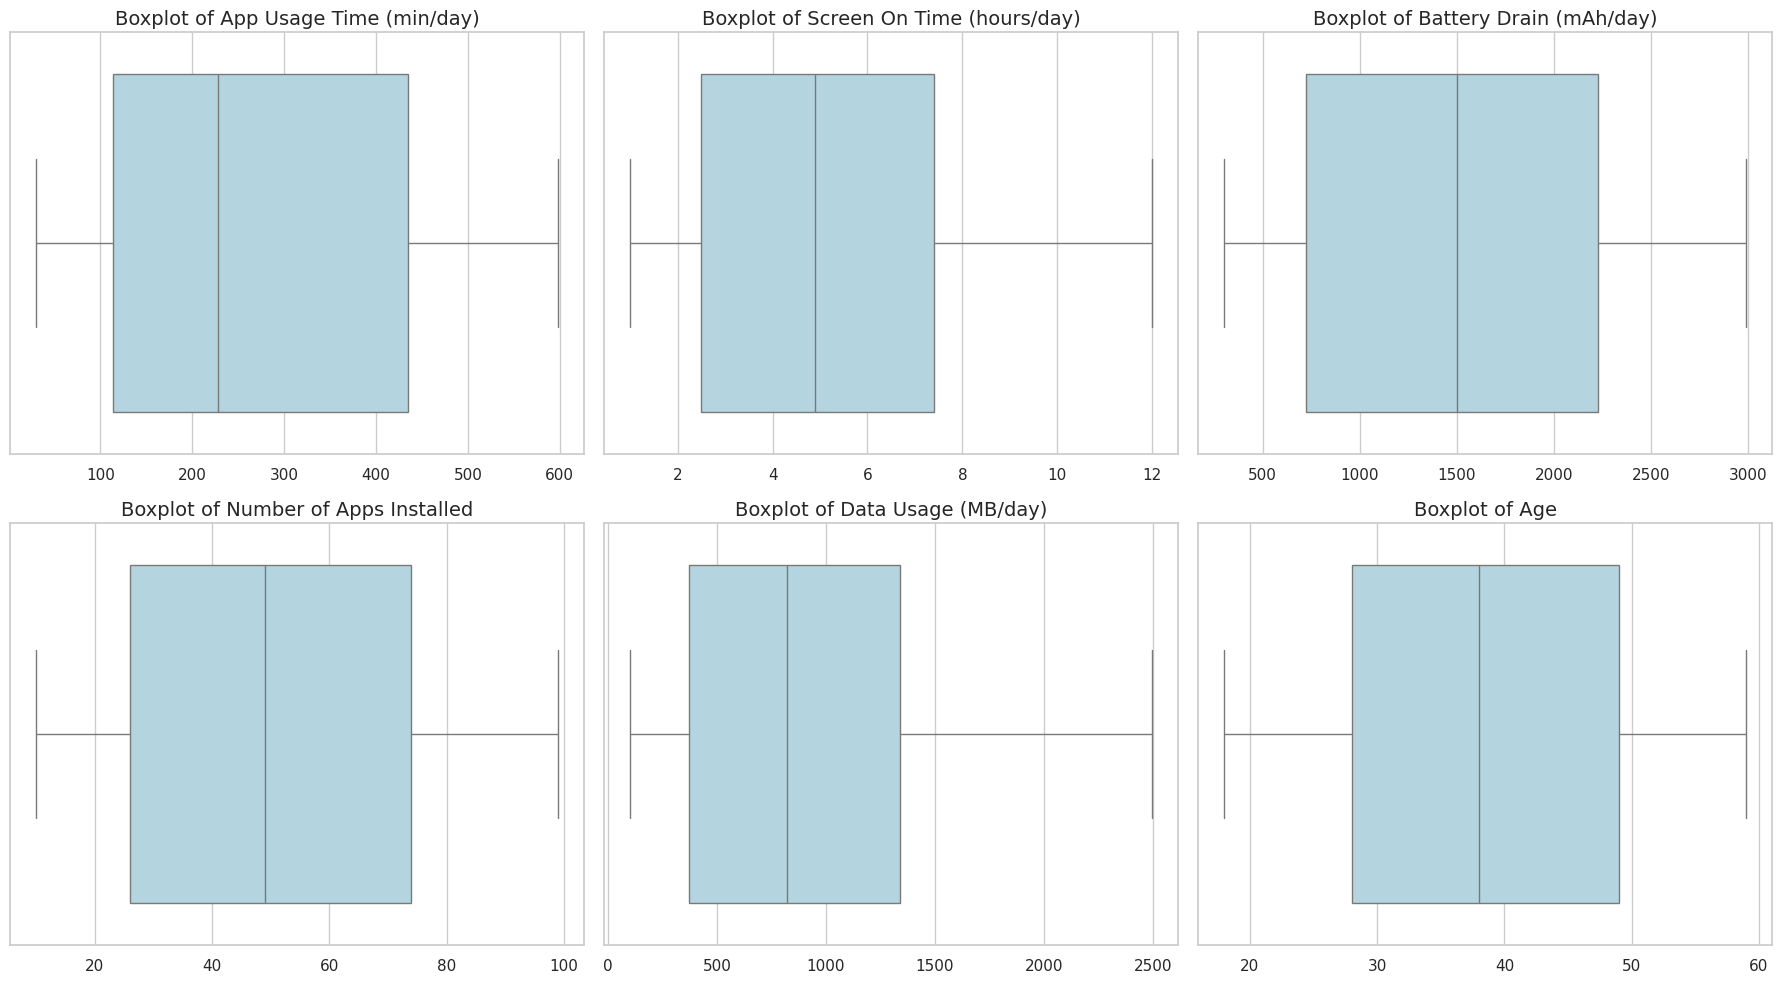 Boxplot of App Usage Time (min/day)
Boxplot of Screen On Time (hours/day)
Boxplot of Battery Drain (mAh/day)
100 200 300 400 500 600
2 4 6 8 10 12
500 1000 1500 2000 2500 3000
Boxplot of Number of Apps Installed
Boxplot of Data Usage (MB/day)
Boxplot of Age
20 40 60 80 100
0 500 1000 1500 2000 2500
20 30 40 50 60